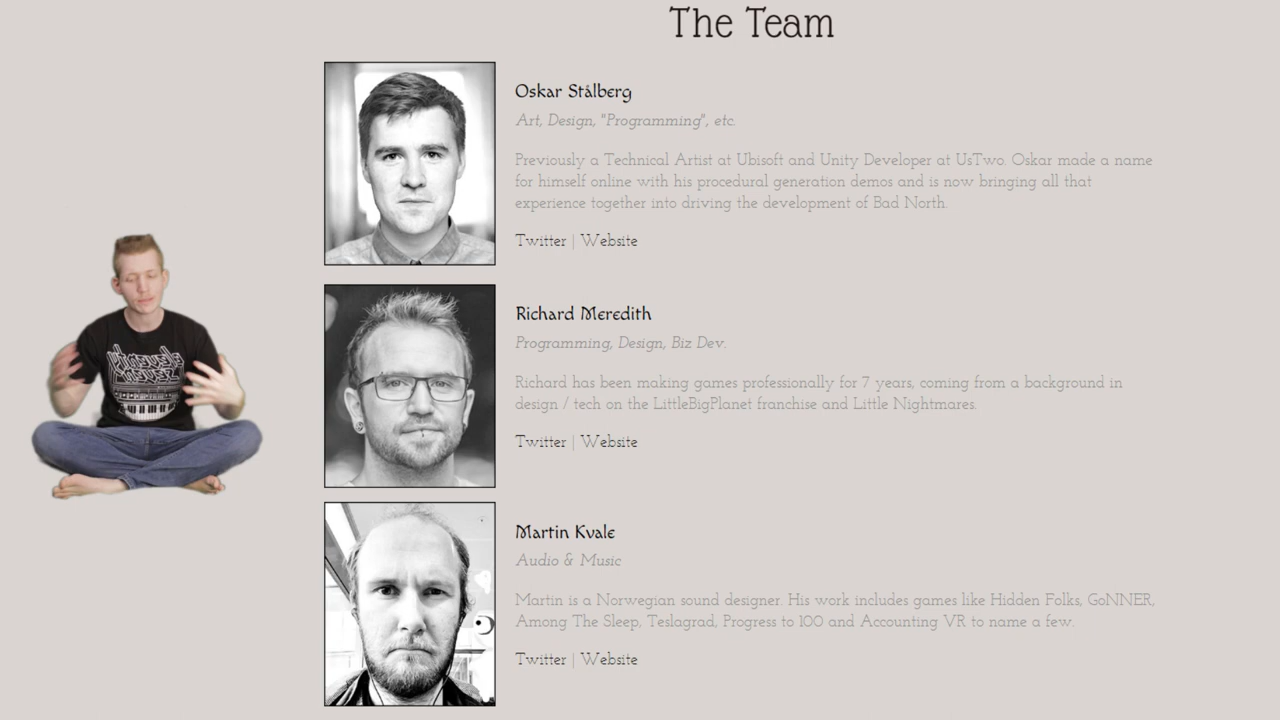 The Team
Oskar Stålberg
Art, Design, "Programming", etc.
Previously a Technical Artist at Ubisoft and Unity Developer at UsTwo. Oskar made a name
for himself online with his procedural generation demos and is now bringing all that
experience together into driving the development of Bad North.
Twitter | Website
Richard Meredith
Programming, Design, Biz Dev.
Richard has been making games professionally for 7 years, coming from a background in
design / tech on the LittleBigPlanet franchise and Little Nightmares.
Twitter | Website
Martin Kvale
Audio & Music
Martin is a Norwegian sound designer. His work includes games like Hidden Folks, GoNNER,
Among The Sleep, Teslagrad, Progress to 100 and Accounting VR to name a few.
Twitter | Website